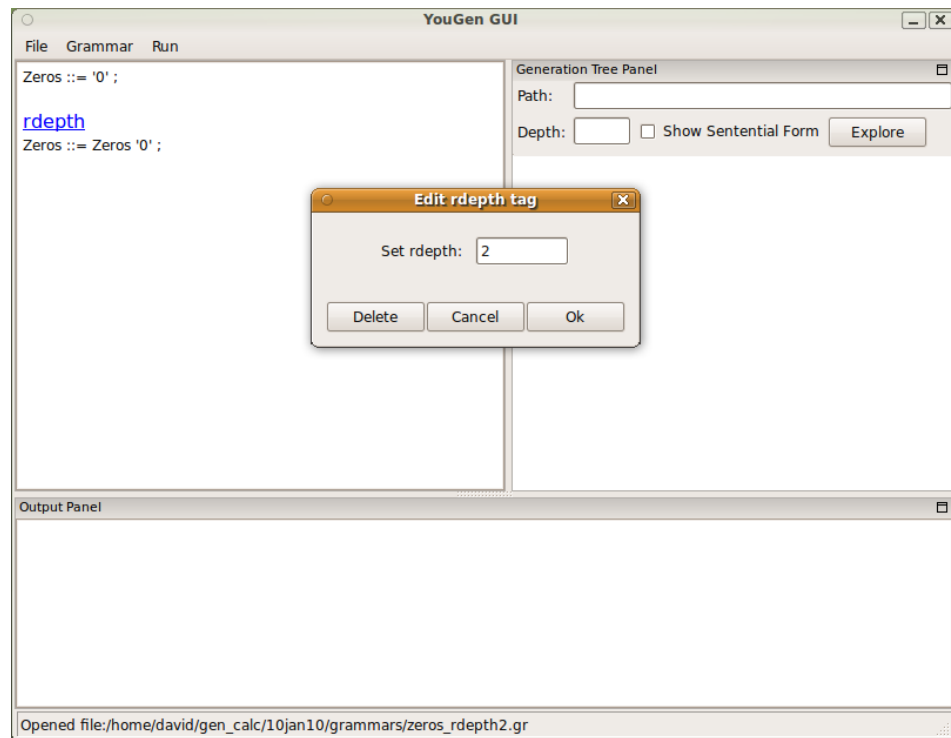 YouGen GUI
File Grammar Run
Zeros ::= '0' ;
rdepth
Zeros ::= Zeros '0' ;
Generation Tree Panel
Path:
Depth: Show Sentential Form Explore
Edit rdepth tag
Set rdepth: 2
Delete Cancel Ok
Output Panel
Opened file:/home/david/gen_calc/10jan10/grammars/zeros_rdepth2.gr